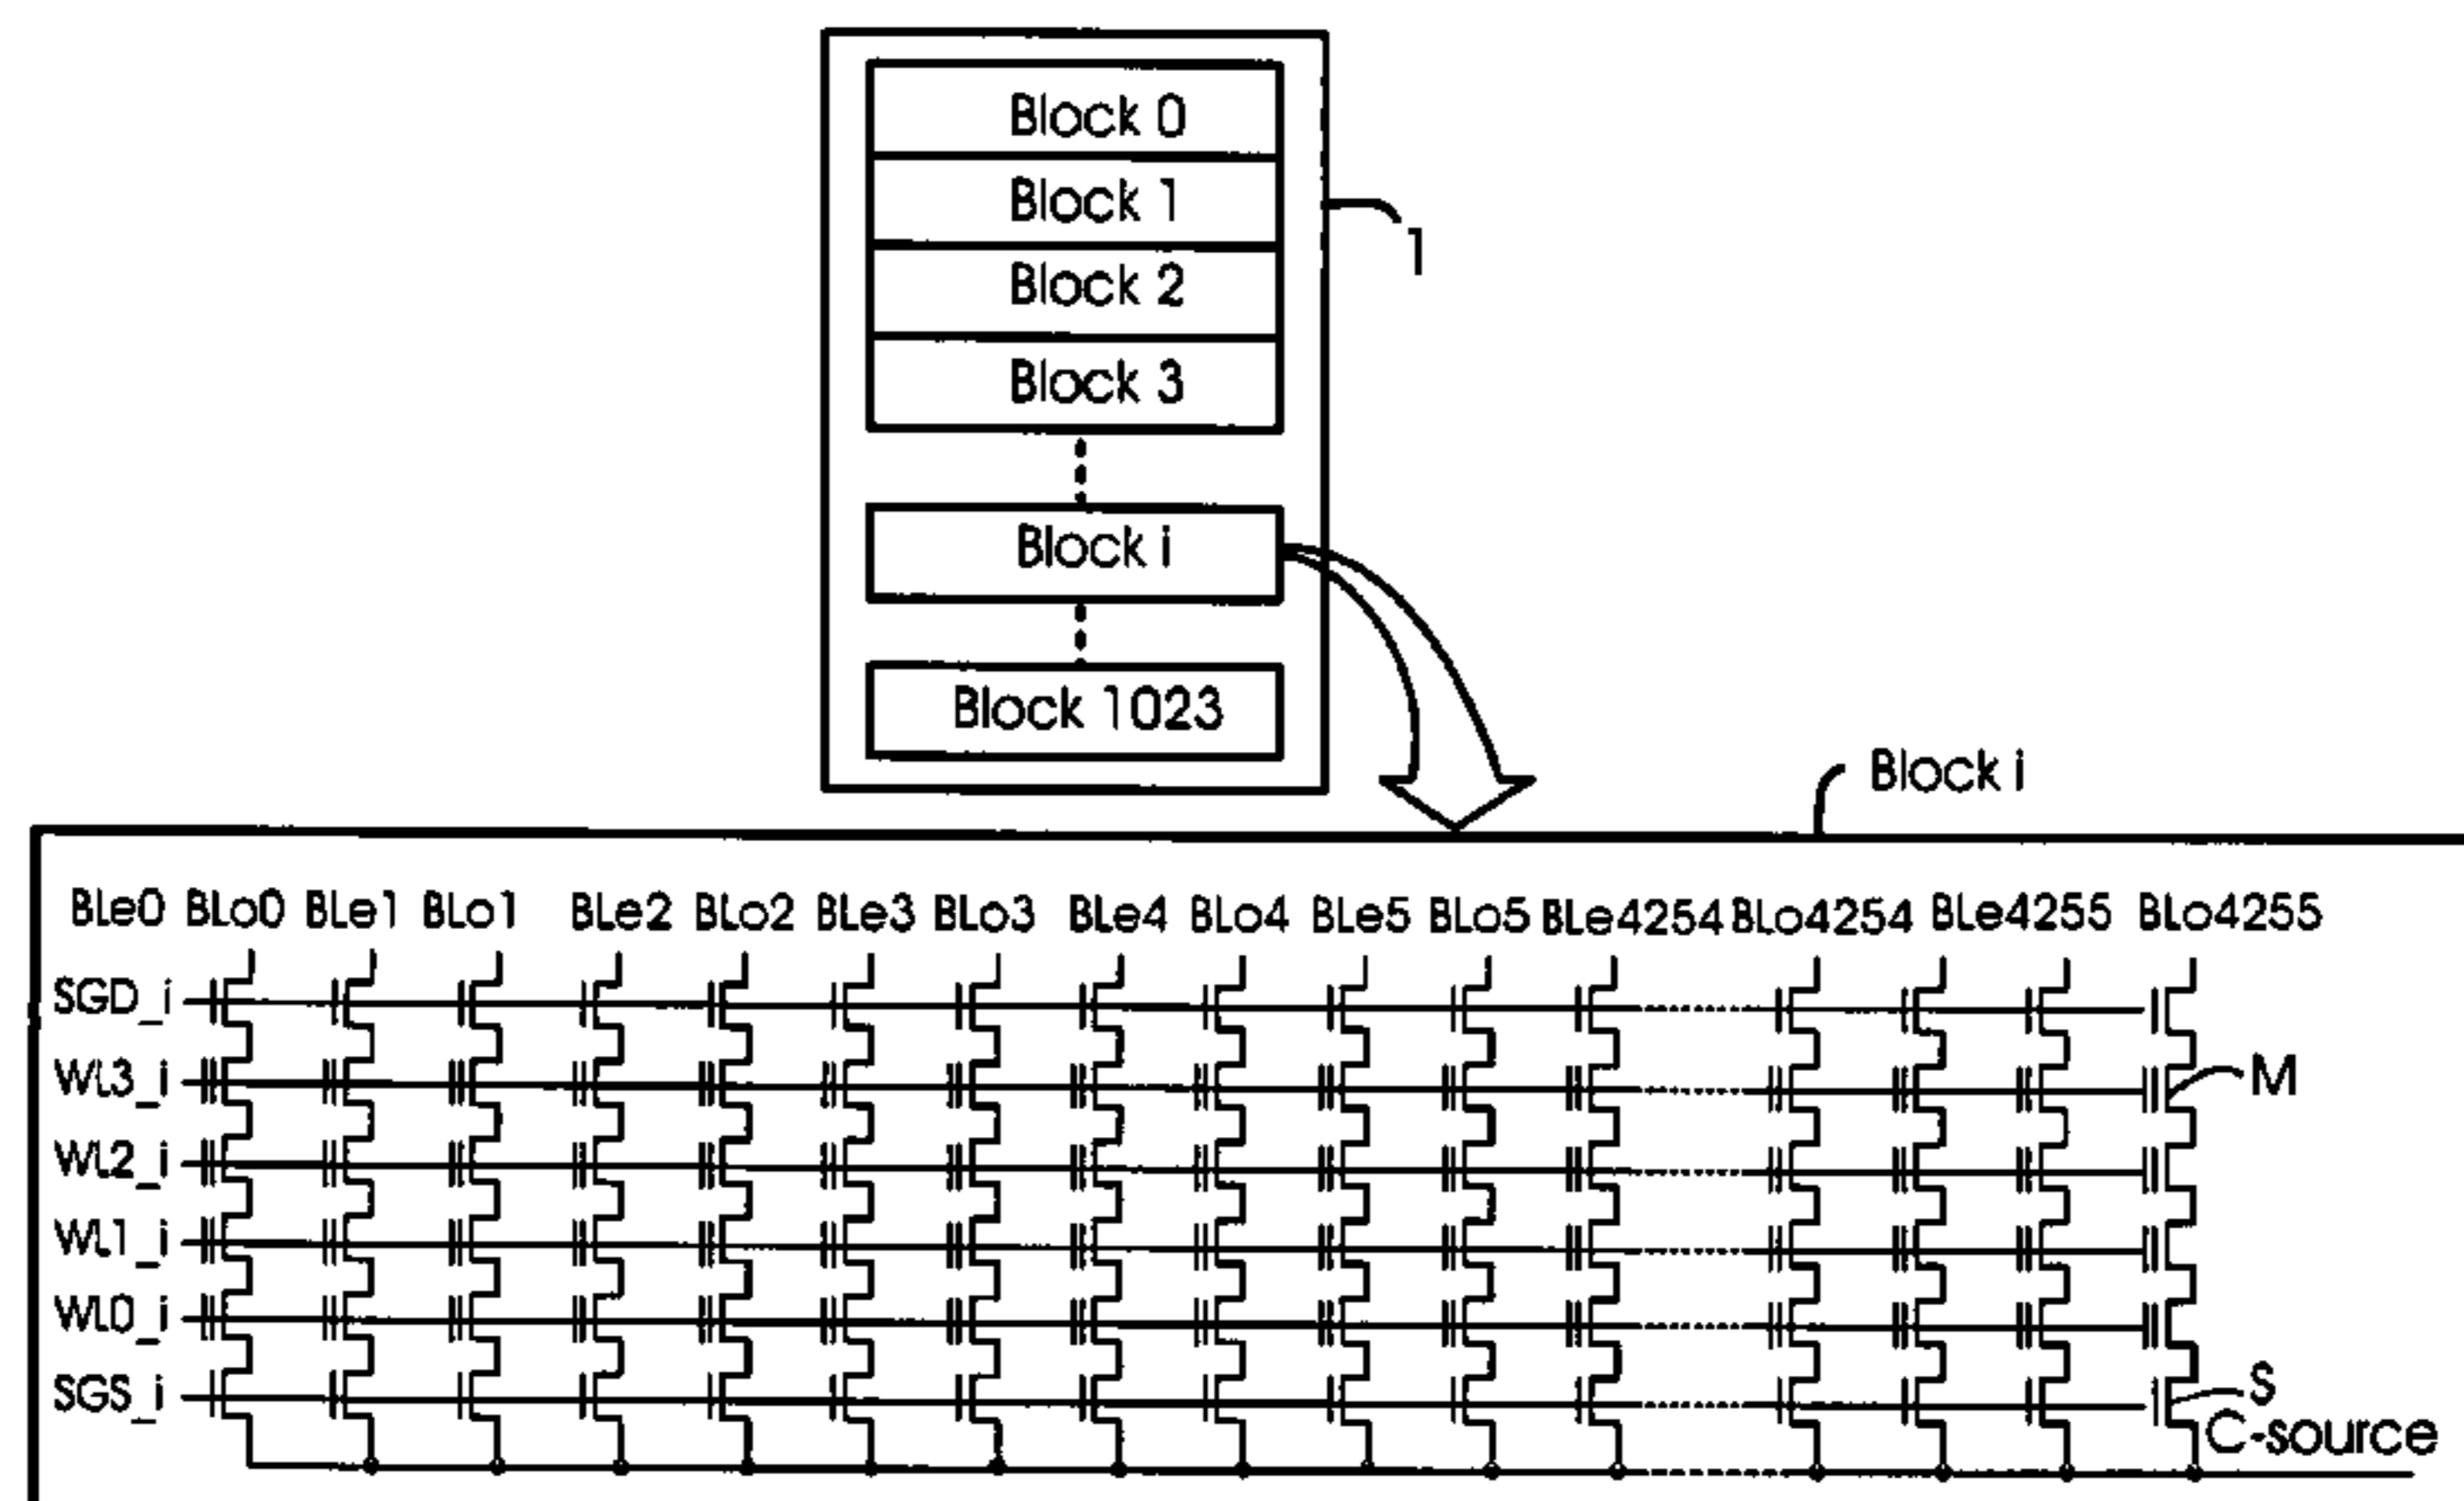 Block 0
Block 1
Block 2
Block 3
Block i
Block 1023
1
Block i
BLe0 BLo0 BLe1 BLo1 BLe2 BLo2 BLe3 BLo3 BLe4 BLo4 BLe5 BLo5 BLe4254 BLo4254 BLe4255 BLo4255
SGD_i
WL3_i
M
WL2_i
WL1_i
WL0_i
SGS_i
S
C-source